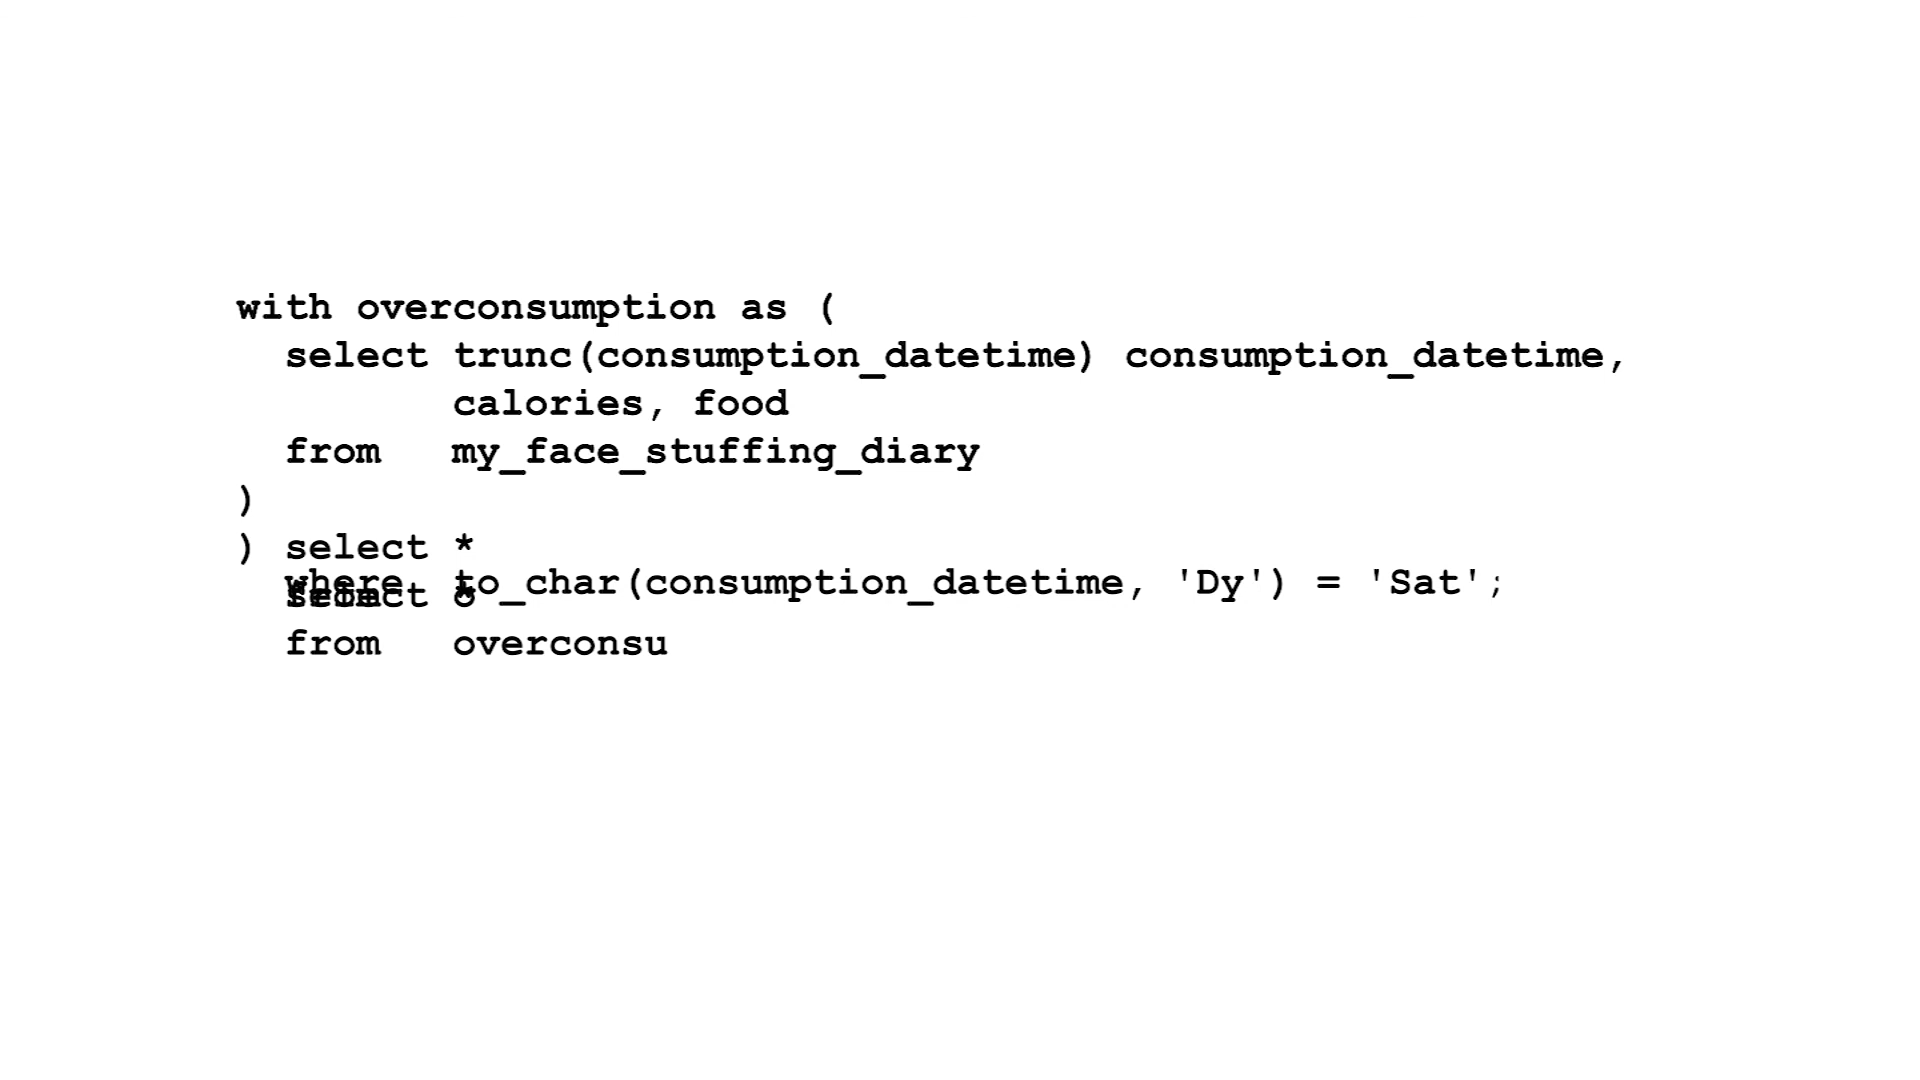 with overconsumption as (
select trunc(consumption_datetime) consumption_datetime,
calories, food
from my_face_stuffing_diary
)
) select *
where to_char(consumption_datetime, 'Dy') = 'Sat';
select *
from overconsu